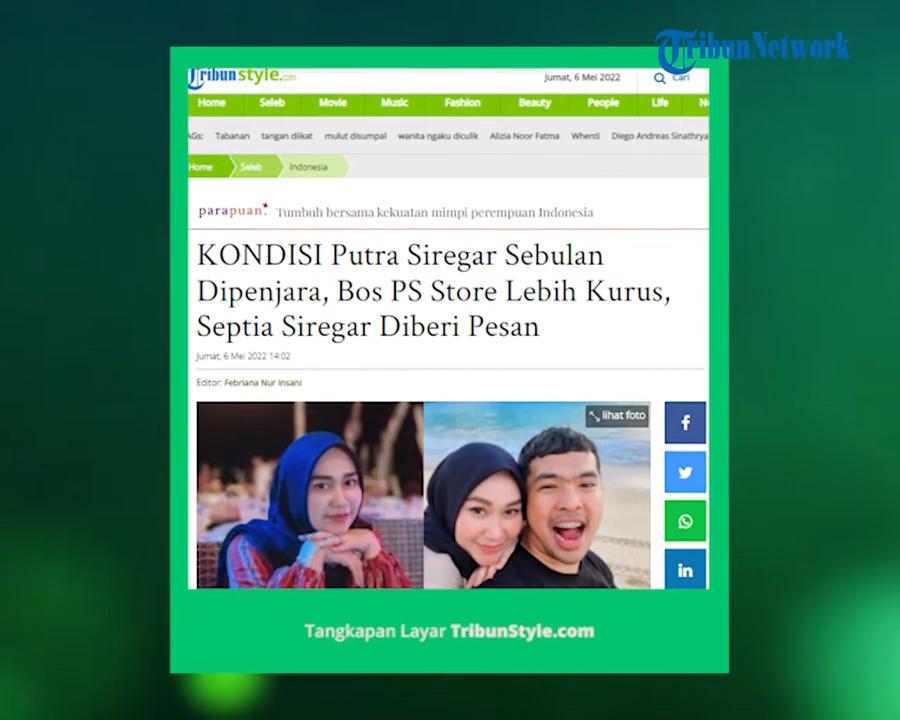 TribunNetwork
Tribunstyle.com
Jumat, 6 Mei 2022
Cari
Home Seleb Movie Music Fashion Beauty People Life
Tabanan tangan diikat mulut disumpal wanita ngaku diculik Alizia Noor Fatma Whenti Diego Andreas Sinathrya
Home Seleb Indonesia
parapuan. Tumbuh bersama kekuatan mimpi perempuan Indonesia
KONDISI Putra Siregar Sebulan
Dipenjara, Bos PS Store Lebih Kurus,
Septia Siregar Diberi Pesan
Jumat, 6 Mei 2022 14:02
Editor: Febriana Nur Insani
lihat foto
Tangkapan Layar TribunStyle.com